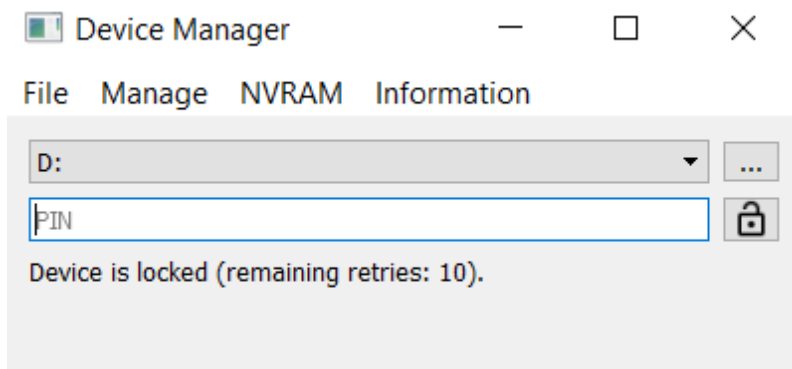 Device Manager
File Manage NVRAM Information
D:
...
PIN
Device is locked (remaining retries: 10).